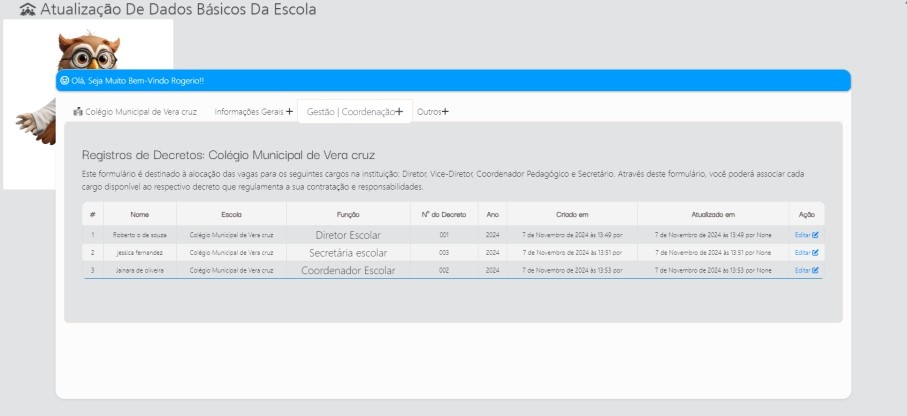 Atualização De Dados Básicos Da Escola
Olá, Seja Muito Bem-Vindo Rogerio!!
Colégio Municipal de Vera cruz Informações Gerais + Gestão | Coordenação+ Outros+
Registros de Decretos: Colégio Municipal de Vera cruz
Este formulário é destinado à alocação das vagas para os seguintes cargos na instituição: Diretor, Vice-Diretor, Coordenador Pedagógico e Secretário. Através deste formulário, você poderá associar cada
cargo disponível ao respectivo decreto que regulamenta a sua contratação e responsabilidades.
# Nome Escola Função N° do Decreto Ano Criado em Atualizado em Ação
1 Roberto o de souza Colégio Municipal de Vera cruz Diretor Escolar 001 2024 7 de Novembro de 2024 às 13:49 por 7 de Novembro de 2024 às 13:49 por None Editar
2 jessica fernandez Colégio Municipal de Vera cruz Secretária escolar 003 2024 7 de Novembro de 2024 às 13:51 por 7 de Novembro de 2024 às 13:51 por None Editar
3 Jainara de oliveira Colégio Municipal de Vera cruz Coordenador Escolar 002 2024 7 de Novembro de 2024 às 13:53 por 7 de Novembro de 2024 às 13:53 por None Editar